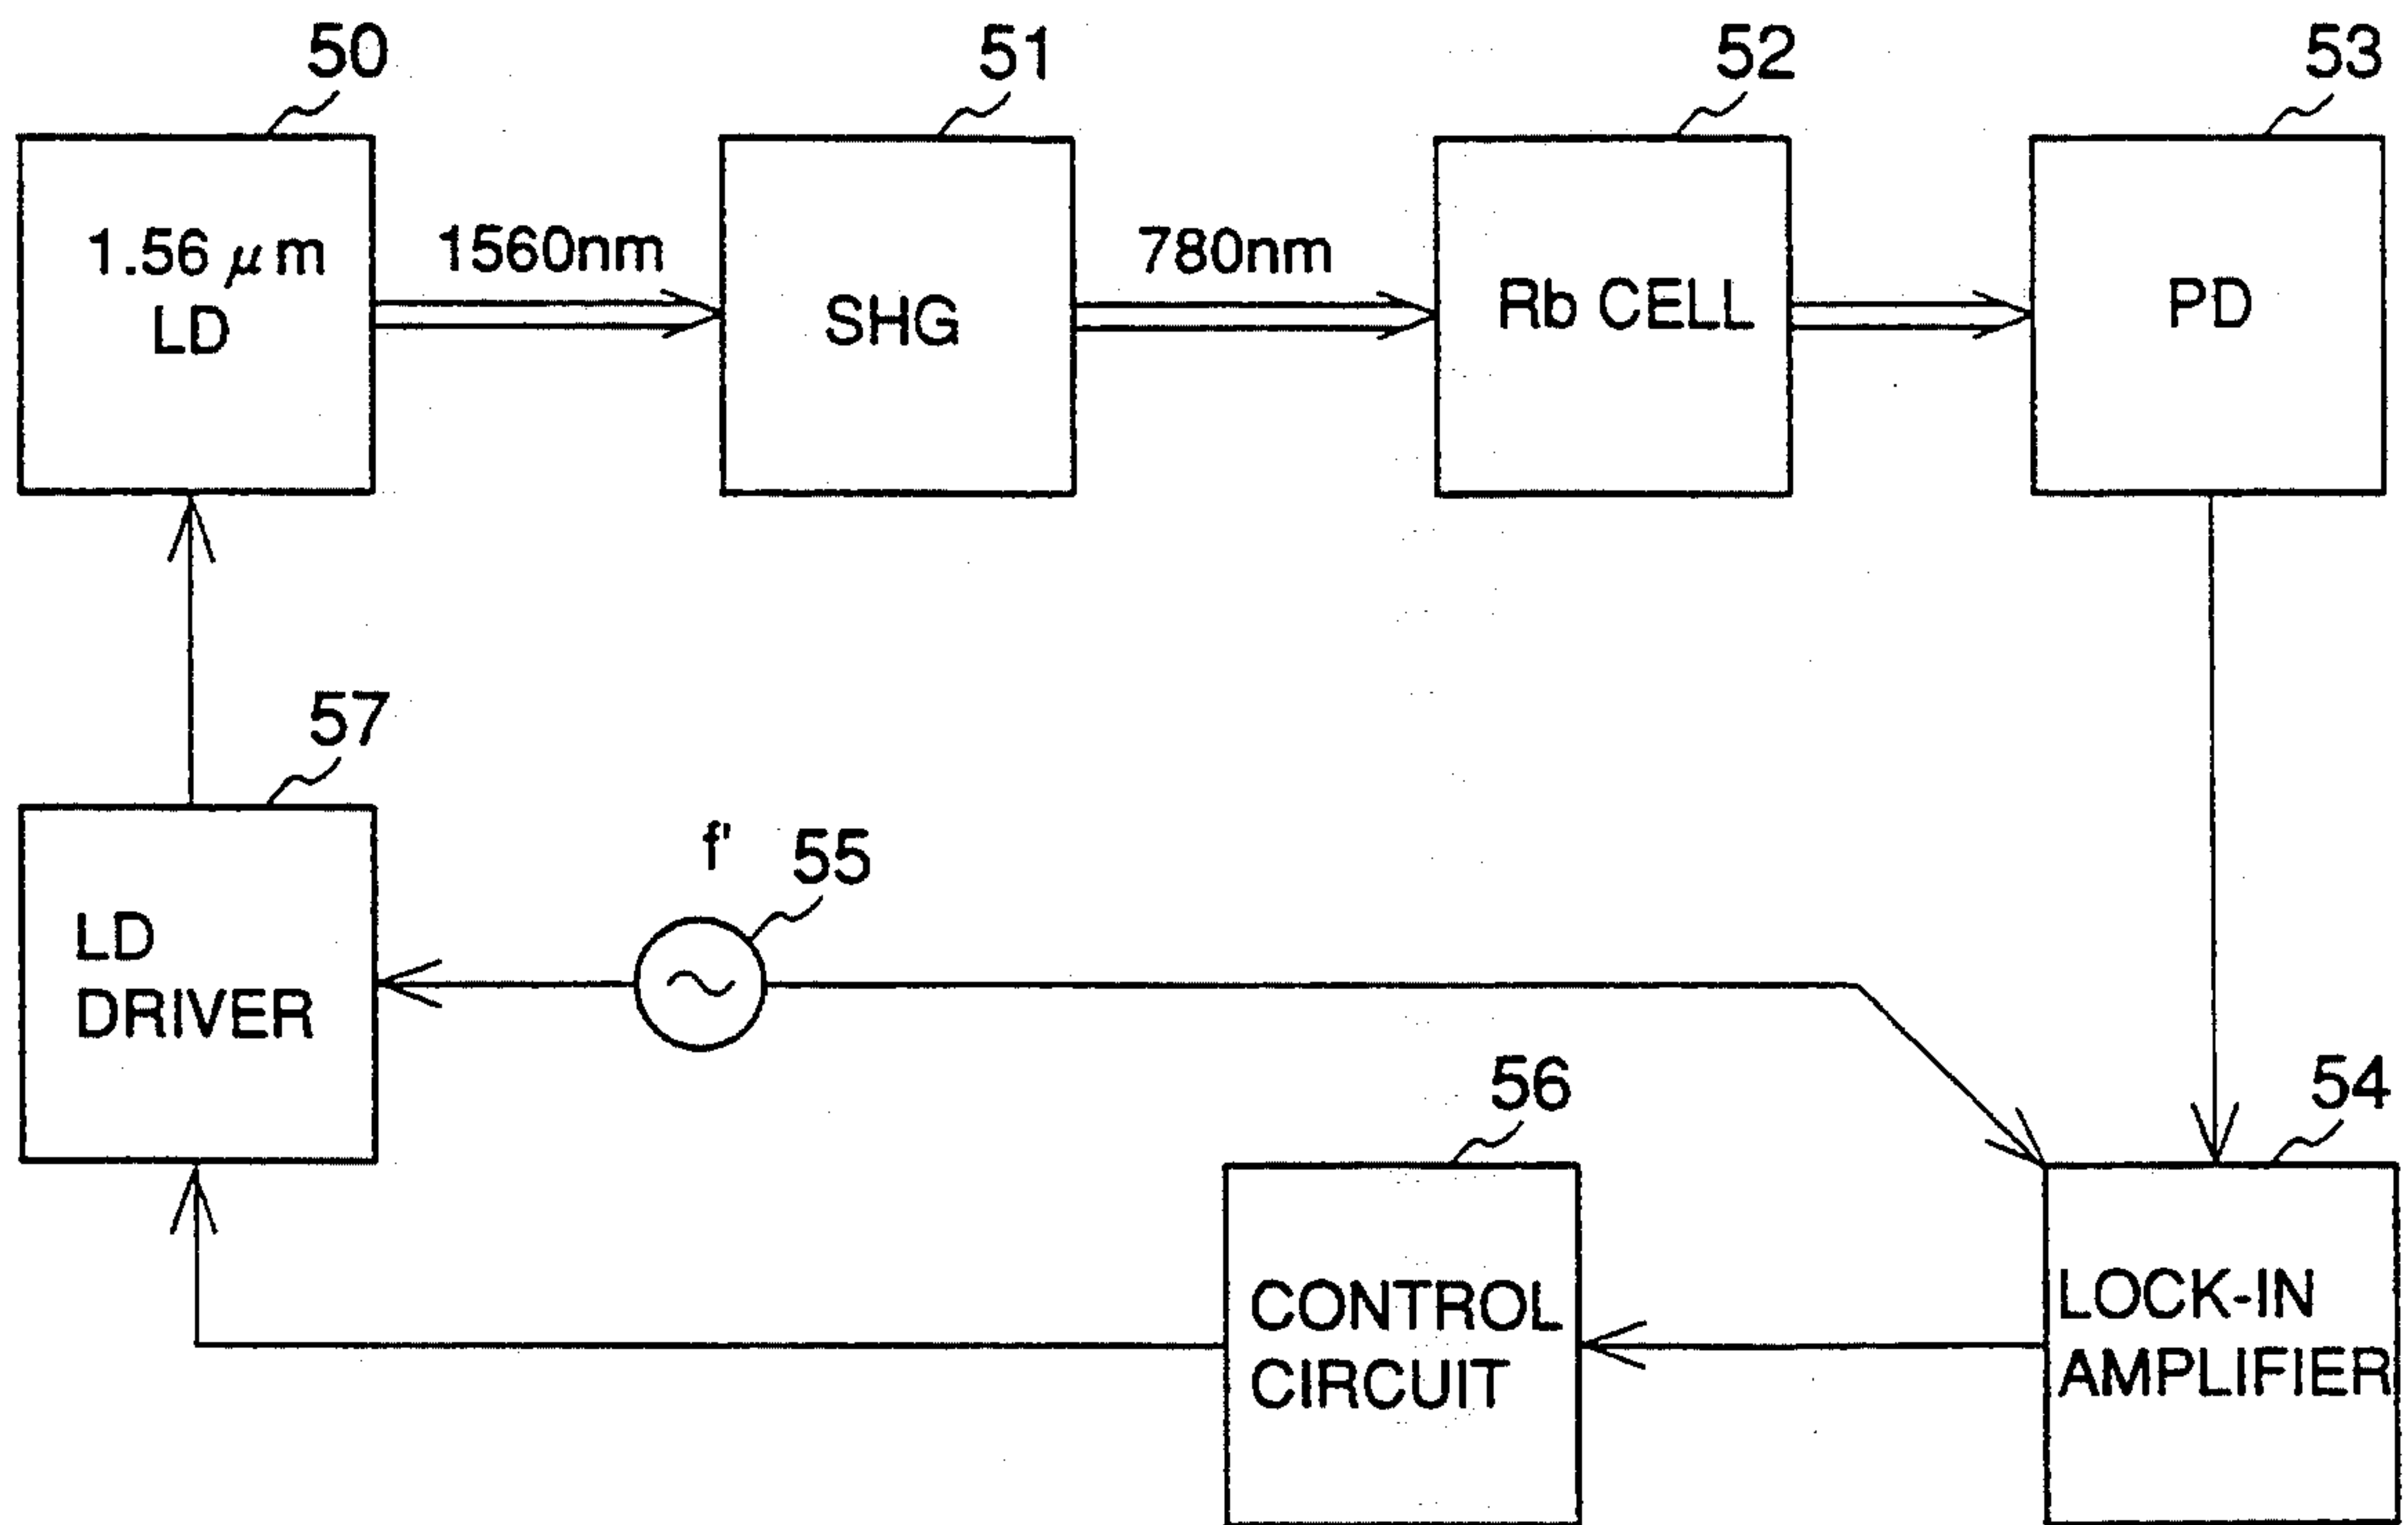 50
51
52
53
1.56 μm
LD
1560nm
SHG
780nm
Rb CELL
PD
57
f'
55
LD
DRIVER
56
54
CONTROL
CIRCUIT
LOCK-IN
AMPLIFIER